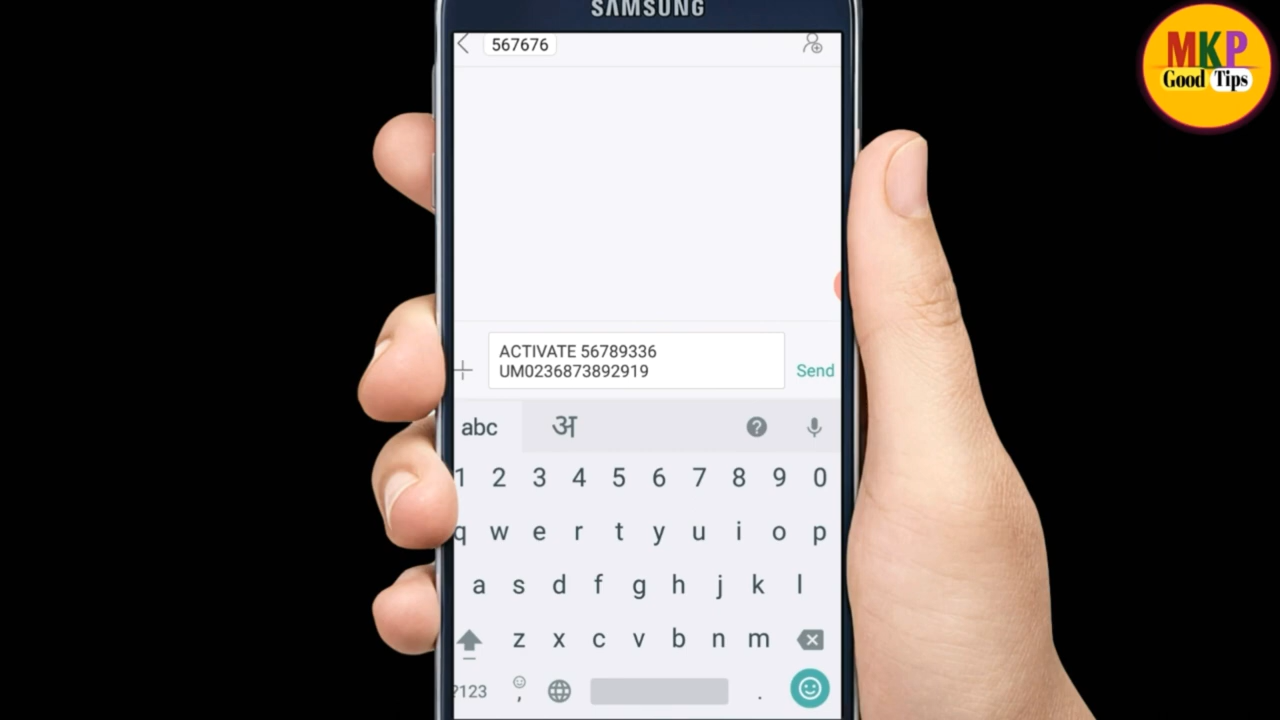 SAMSUNG
567676
MKP
Good Tips
ACTIVATE 56789336
UM0236873892919
Send
abc
अ
?
1 2 3 4 5 6 7 8 9 0
q w e r t y u i o p
a s d f g h j k l
z x c v b n m
?123 , .